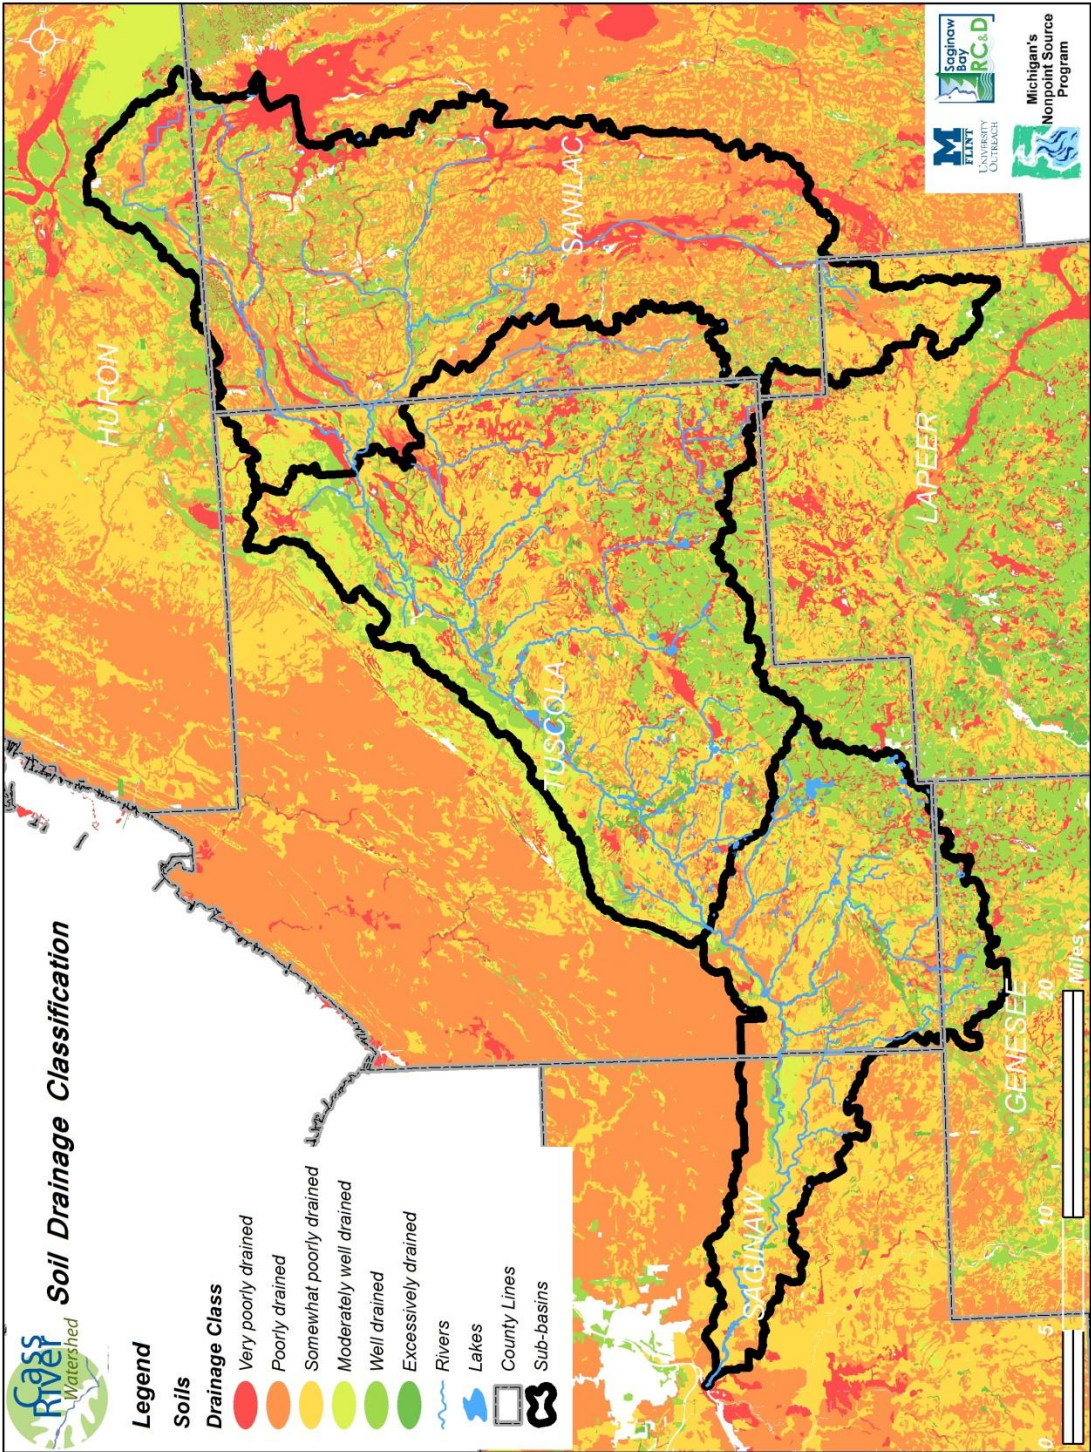 Cass
River
Watershed
Soil Drainage Classification
Legend
Soils
Drainage Class
Very poorly drained
Poorly drained
Somewhat poorly drained
Moderately well drained
Well drained
Excessively drained
Rivers
Lakes
County Lines
Sub-basins
HURON
SANILAC
TUSCOLA
LAPEER
SAGINAW
GENESEE
0
5
10
20
Miles
M
FLINT
UNIVERSITY
OUTREACH
Saginaw
Bay
RC&D
Michigan's
Nonpoint Source
Program